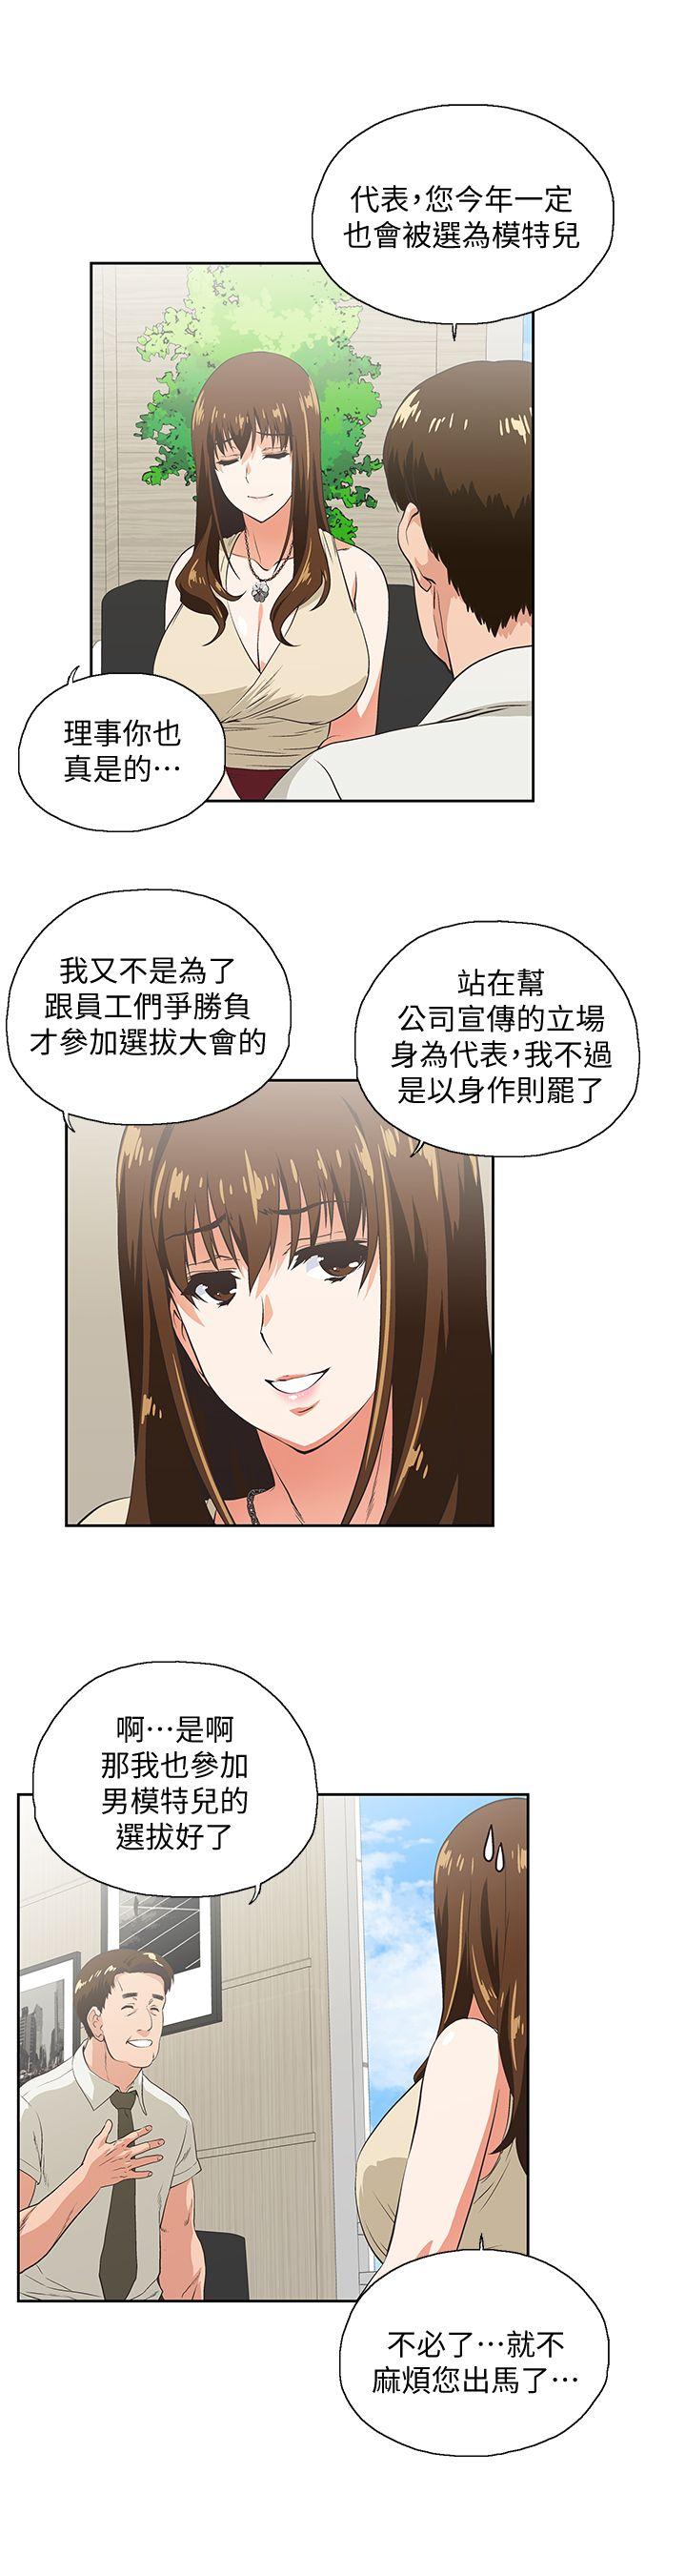 代表，您今年一定
也會被選為模特兒
理事你也
真是的…
我又不是為了
跟員工們爭勝負
才參加選拔大會的
站在幫
公司宣傳的立場
身為代表，我不過
是以身作則罷了
啊…是啊
那我也參加
男模特兒的
選拔好了
不必了…就不
麻煩您出馬了…